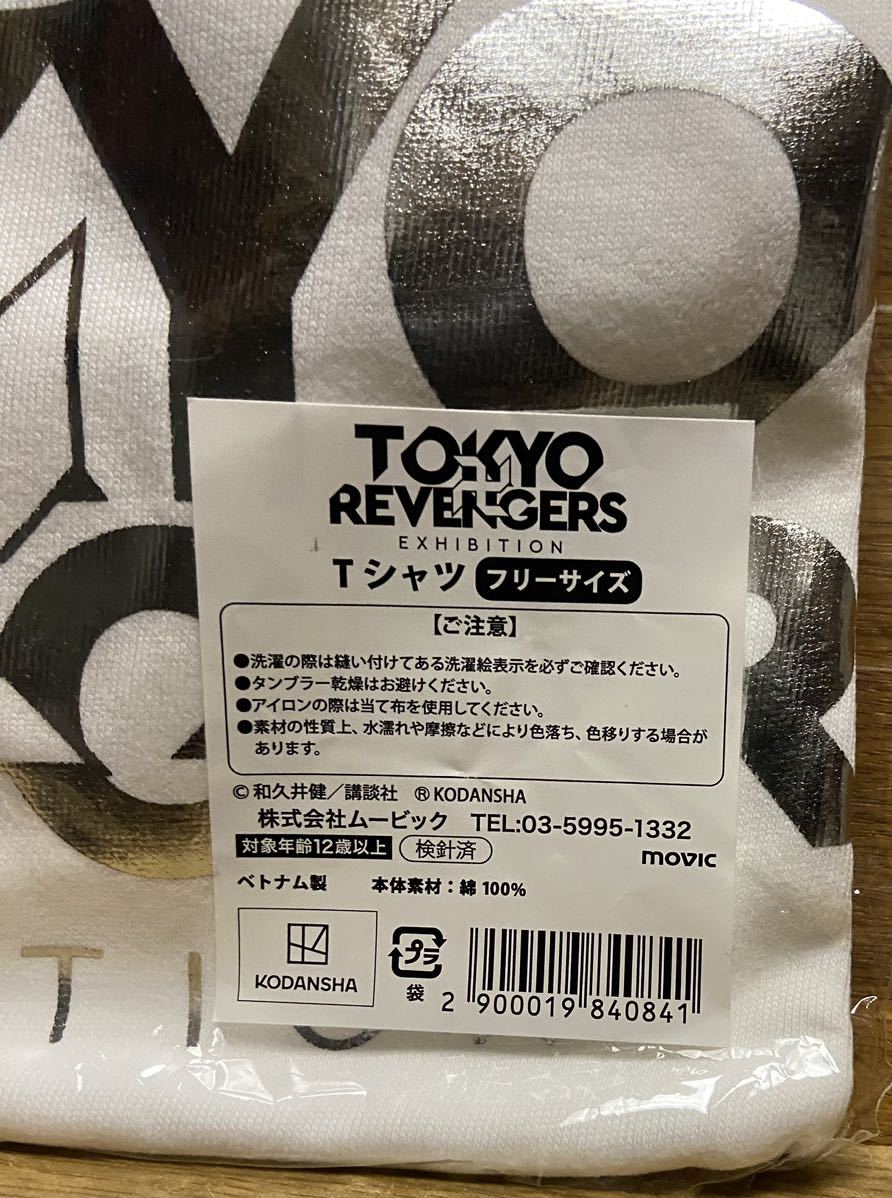 YO
R
TOKYO
REVENGERS
EXHIBITION
Tシャツ フリーサイズ
【ご注意】
●洗濯の際は縫い付けてある洗濯絵表示を必ずご確認ください。
●タンブラー乾燥はお避けください。
●アイロンの際は当て布を使用してください。
●素材の性質上、水濡れや摩擦などにより色落ち、色移りする場合が
あります。
© 和久井健／講談社 ® KODANSHA
株式会社ムービック TEL:03-5995-1332
対象年齢12歳以上 検針済 movic
ベトナム製 本体素材：綿 100%
KODANSHA
プラ
袋
2 900019 840841
TI